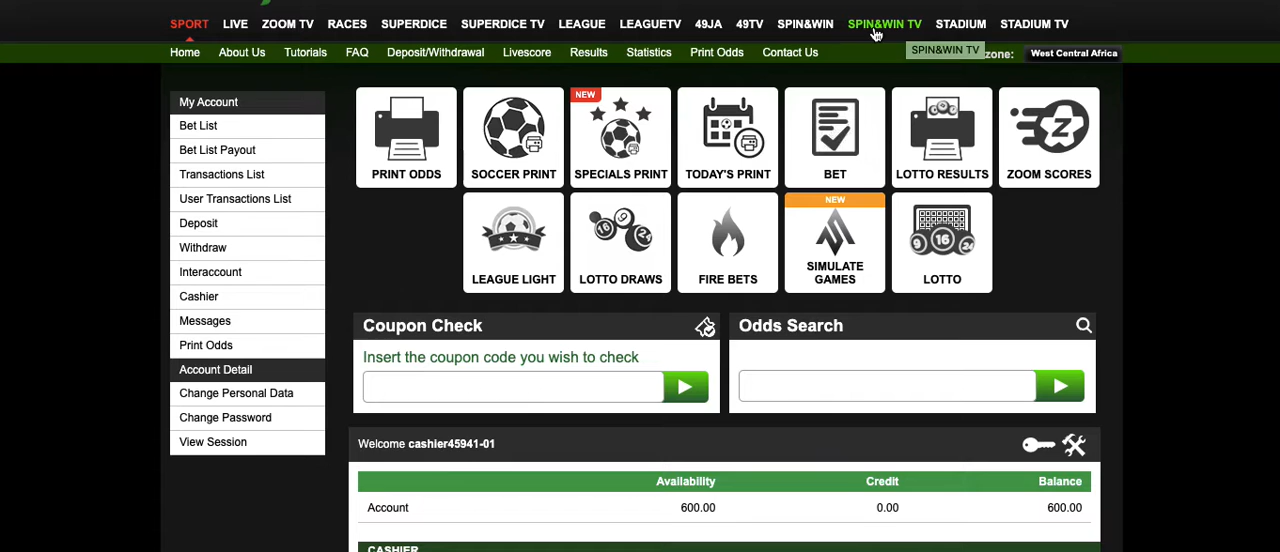 SPORT LIVE ZOOM TV RACES SUPERDICE SUPERDICE TV LEAGUE LEAGUETV 49JA 49TV SPIN&WIN SPIN&WIN TV STADIUM STADIUM TV
Home About Us Tutorials FAQ Deposit/Withdrawal Livescore Results Statistics Print Odds Contact Us SPIN&WIN TV zone: West Central Africa
My Account
Bet List
Bet List Payout
Transactions List
User Transactions List
Deposit
Withdraw
Interaccount
Cashier
Messages
Print Odds
Account Detail
Change Personal Data
Change Password
View Session
NEW
PRINT ODDS SOCCER PRINT SPECIALS PRINT TODAY'S PRINT BET LOTTO RESULTS ZOOM SCORES
Z
NEW
9 16 24
16 9 24
LEAGUE LIGHT LOTTO DRAWS FIRE BETS SIMULATE GAMES LOTTO
Coupon Check
Insert the coupon code you wish to check
Odds Search
Welcome cashier45941-01
Availability Credit Balance
Account 600.00 0.00 600.00
CASHIER